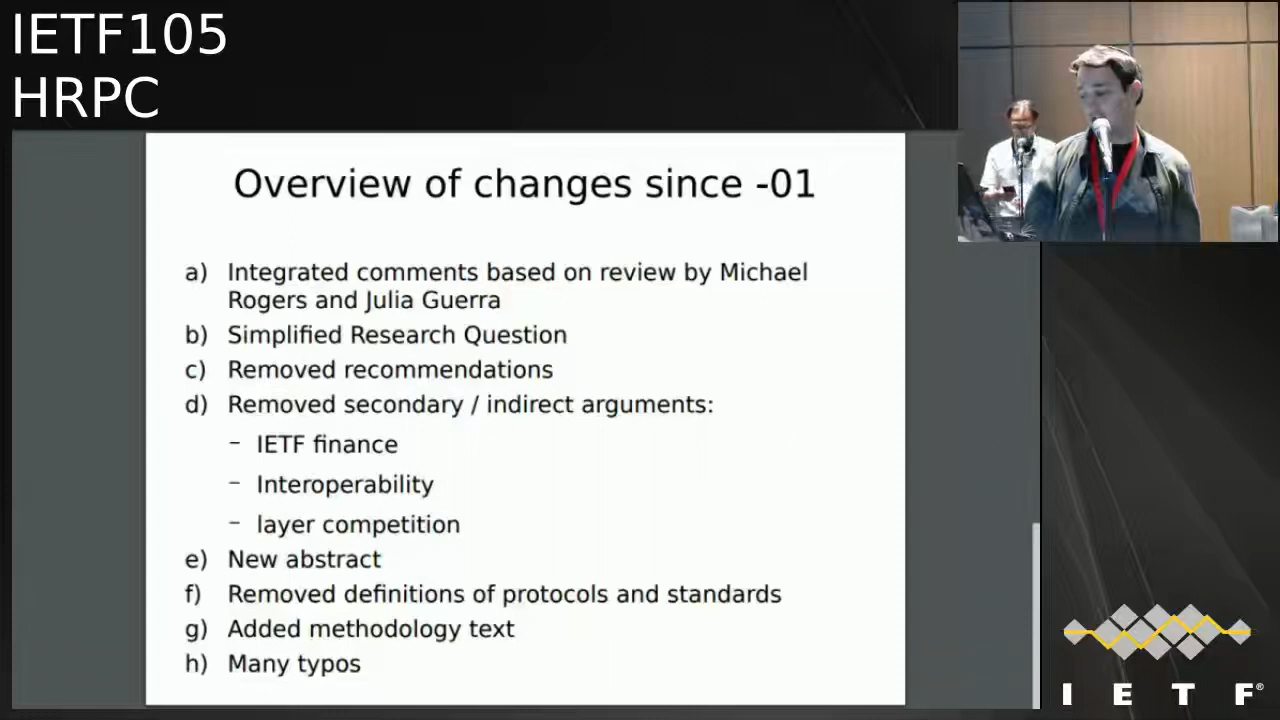 IETF105
HRPC
Overview of changes since -01
a) Integrated comments based on review by Michael
Rogers and Julia Guerra
b) Simplified Research Question
c) Removed recommendations
d) Removed secondary / indirect arguments:
– IETF finance
– Interoperability
– layer competition
e) New abstract
f) Removed definitions of protocols and standards
g) Added methodology text
h) Many typos
I E T F®